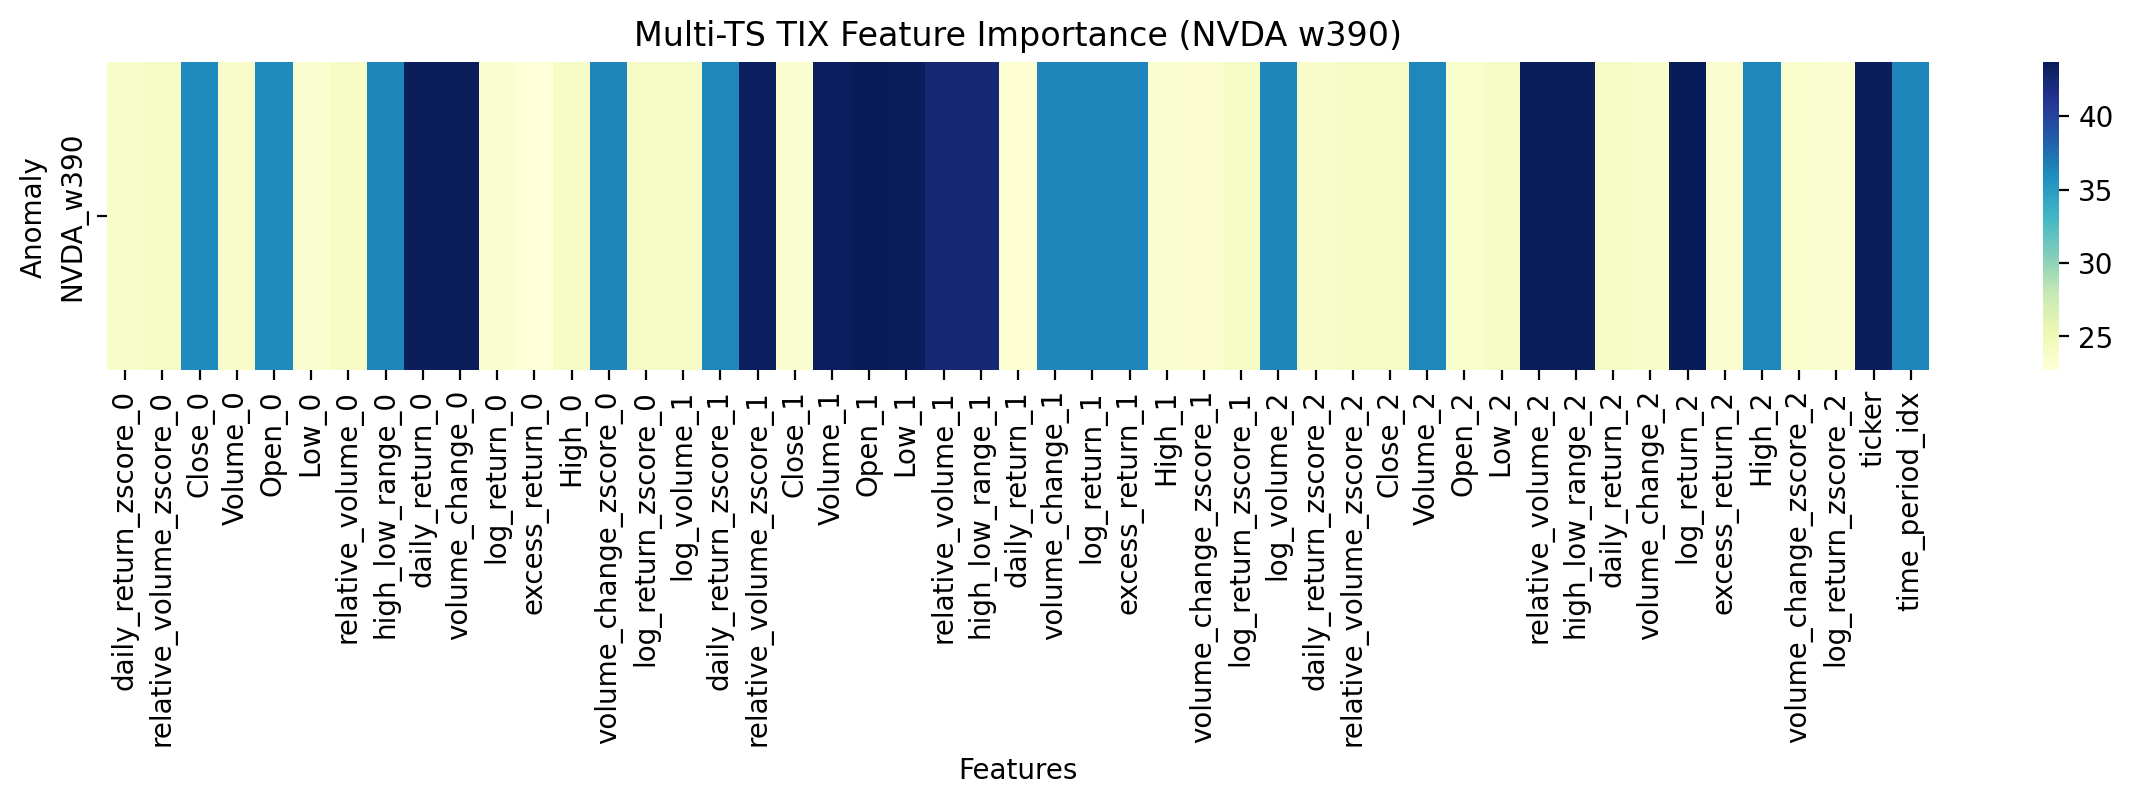 Multi-TS TIX Feature Importance (NVDA w390)
Anomaly
NVDA_w390
40
35
30
25
daily_return_zscore_0
relative_volume_zscore_0
Close_0
Volume_0
Open_0
Low_0
relative_volume_0
high_low_range_0
daily_return_0
volume_change_0
log_return_0
excess_return_0
High_0
volume_change_zscore_0
log_return_zscore_0
log_volume_1
daily_return_zscore_1
relative_volume_zscore_1
Close_1
Volume_1
Open_1
Low_1
relative_volume_1
high_low_range_1
daily_return_1
volume_change_1
log_return_1
excess_return_1
High_1
volume_change_zscore_1
log_return_zscore_1
log_volume_2
daily_return_zscore_2
relative_volume_zscore_2
Close_2
Volume_2
Open_2
Low_2
relative_volume_2
high_low_range_2
daily_return_2
volume_change_2
log_return_2
excess_return_2
High_2
volume_change_zscore_2
log_return_zscore_2
ticker
time_period_idx
Features